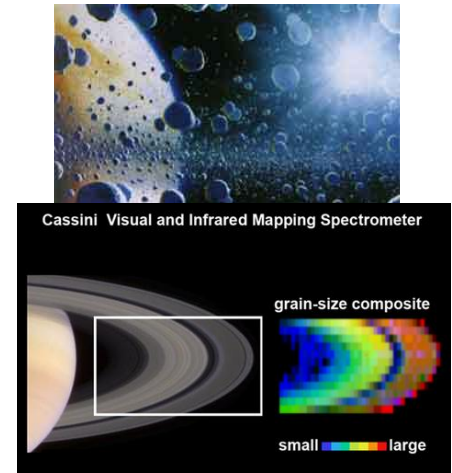 Cassini Visual and Infrared Mapping Spectrometer
grain-size composite
small large